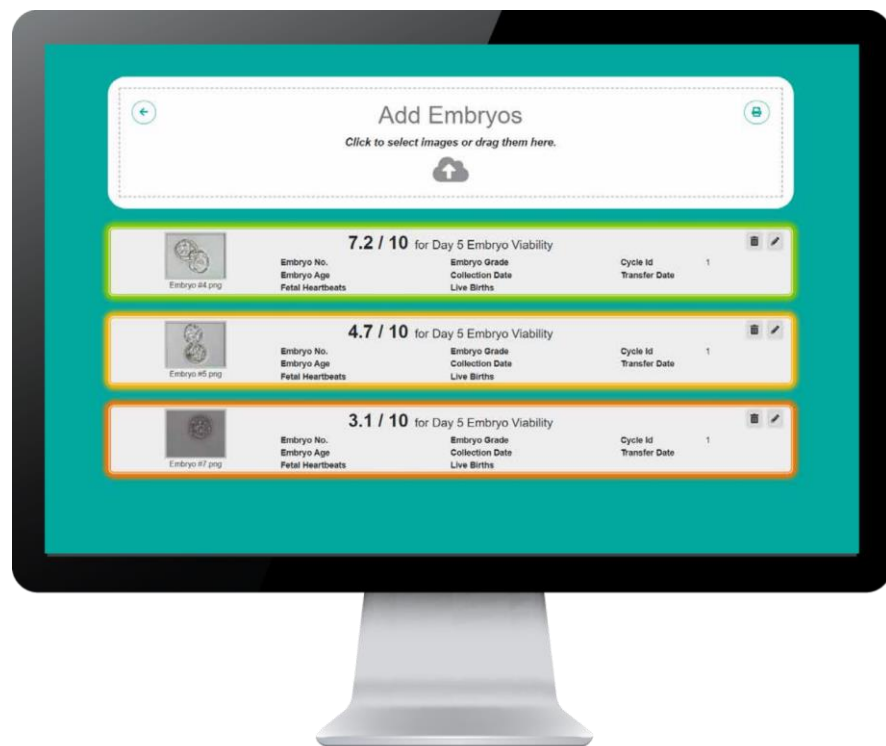 Add Embryos
Click to select images or drag them here.
7.2 / 10 for Day 5 Embryo Viability
Embryo No. Embryo Grade Cycle Id 1
Embryo Age Collection Date Transfer Date
Fetal Heartbeats Live Births
Embryo #4.png
4.7 / 10 for Day 5 Embryo Viability
Embryo No. Embryo Grade Cycle Id 1
Embryo Age Collection Date Transfer Date
Fetal Heartbeats Live Births
Embryo #5.png
3.1 / 10 for Day 5 Embryo Viability
Embryo No. Embryo Grade Cycle Id 1
Embryo Age Collection Date Transfer Date
Fetal Heartbeats Live Births
Embryo #7.png